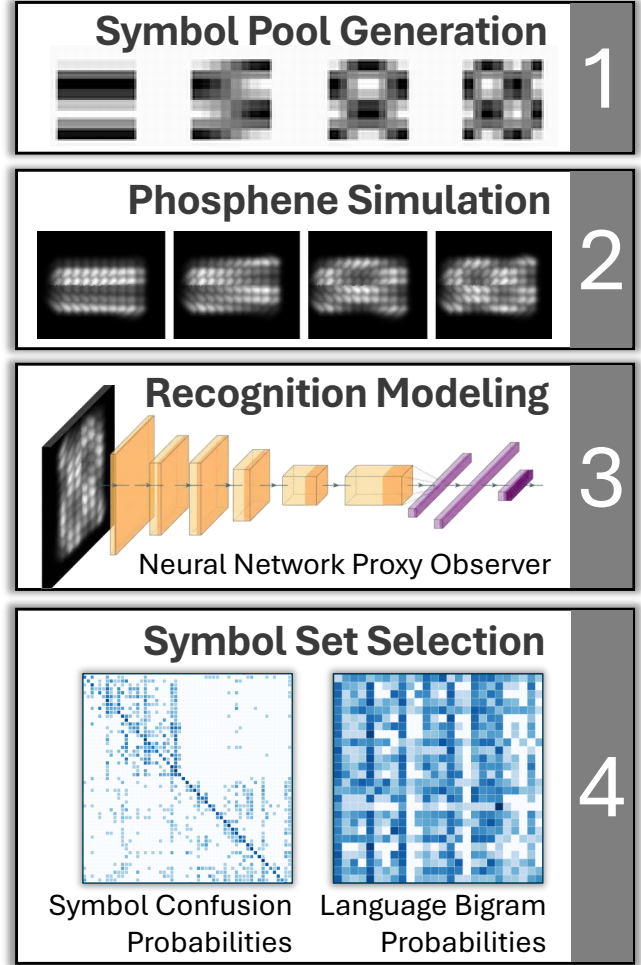 Symbol Pool Generation
1
Phosphene Simulation
2
Recognition Modeling
3
Neural Network Proxy Observer
Symbol Set Selection
4
Symbol Confusion
Probabilities
Language Bigram
Probabilities